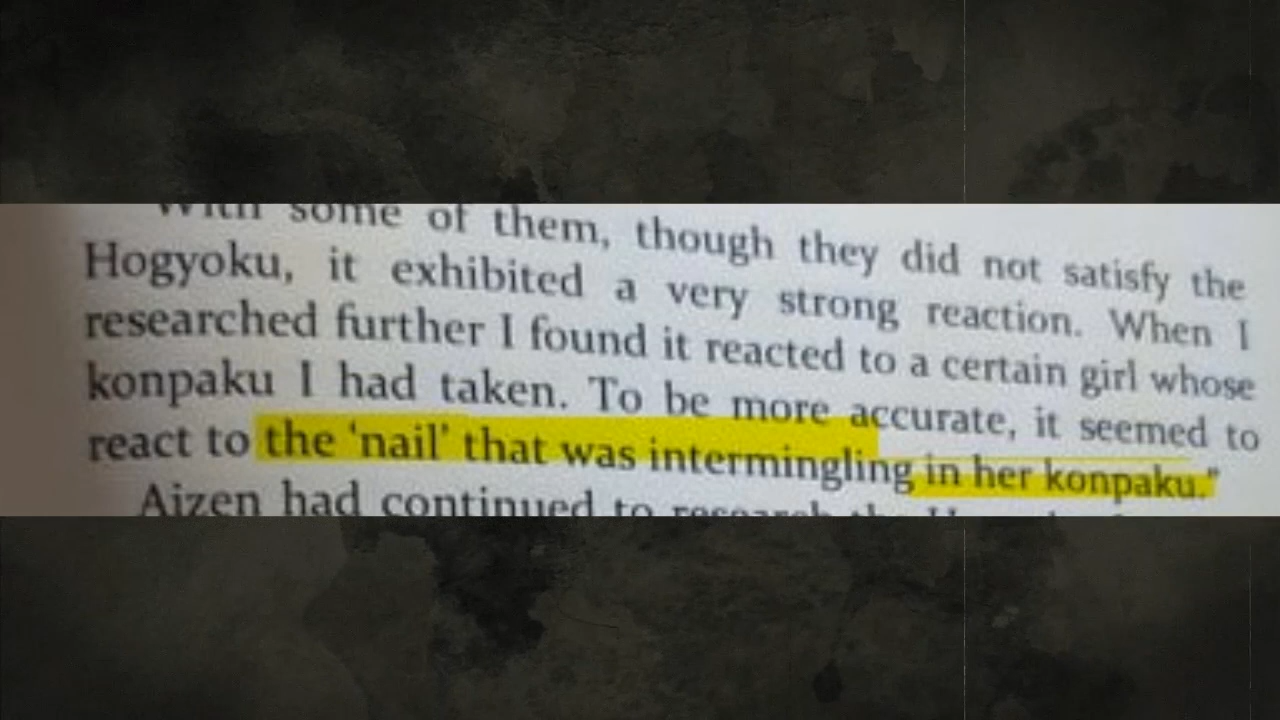 With some of them, though they did not satisfy the
Hogyoku, it exhibited a very strong reaction. When I
researched further I found it reacted to a certain girl whose
konpaku I had taken. To be more accurate, it seemed to
react to the ‘nail’ that was intermingling in her konpaku.”
Aizen had continued to research the